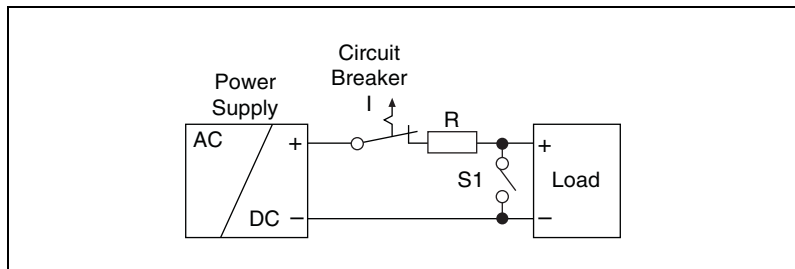 Circuit
Breaker
Power
Supply
I
R
AC
+
+
S1
Load
DC
−
−